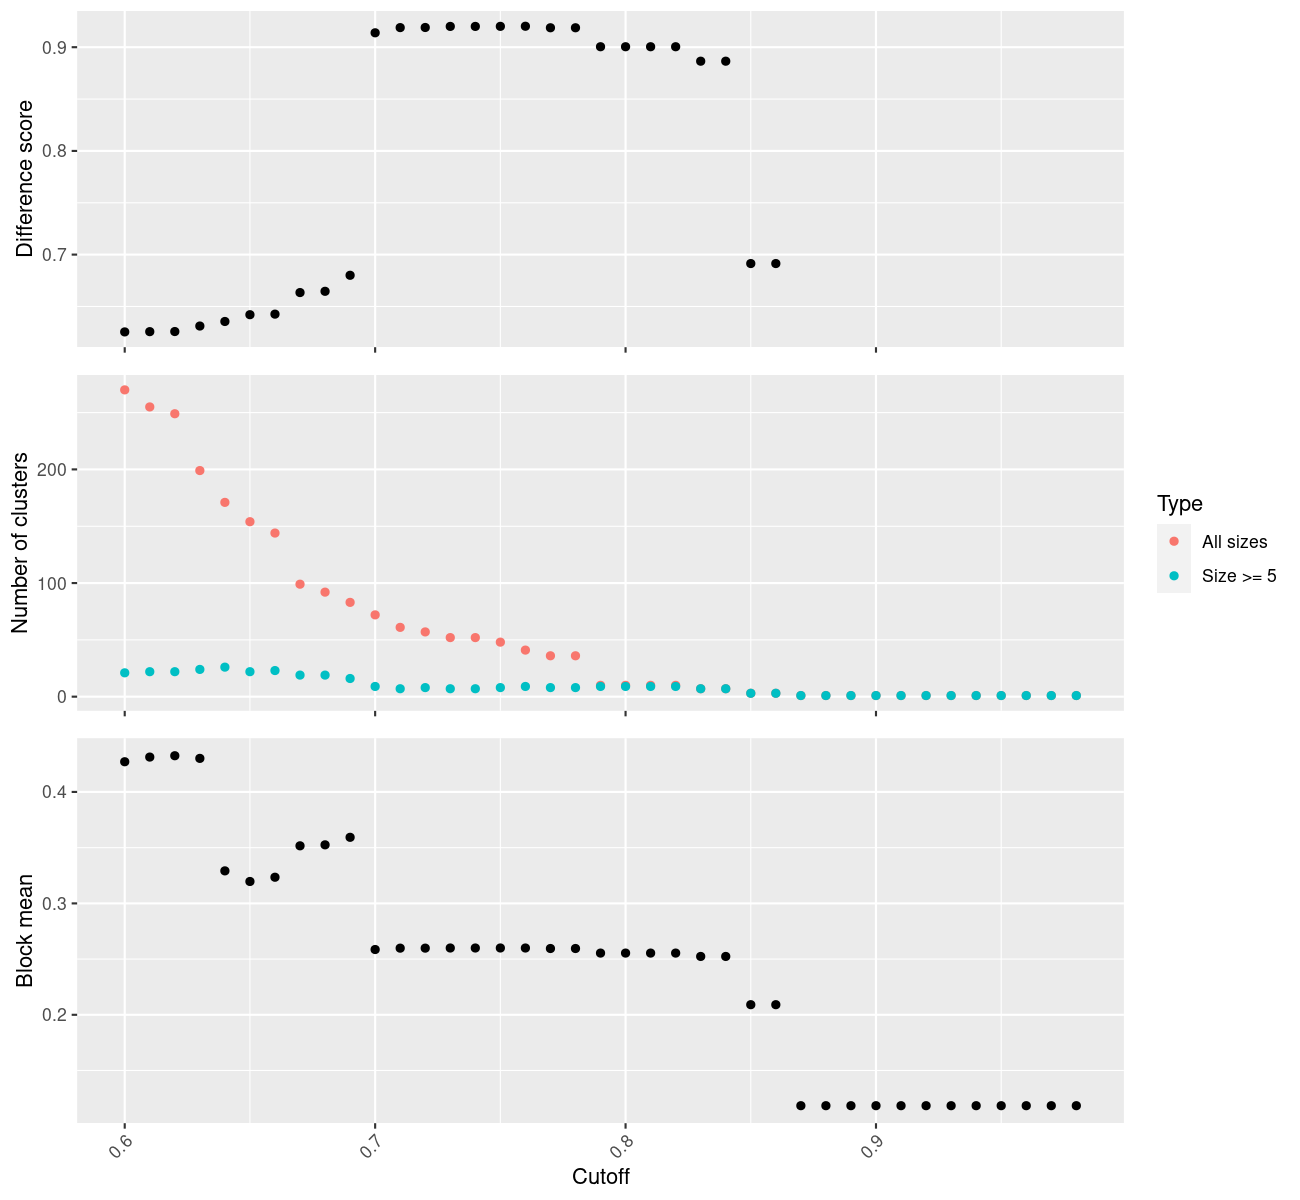 0.9
0.8
0.7
Difference score
200
100
0
Number of clusters
Type
All sizes
Size >= 5
0.4
0.3
0.2
Block mean
0.6
0.7
0.8
0.9
Cutoff